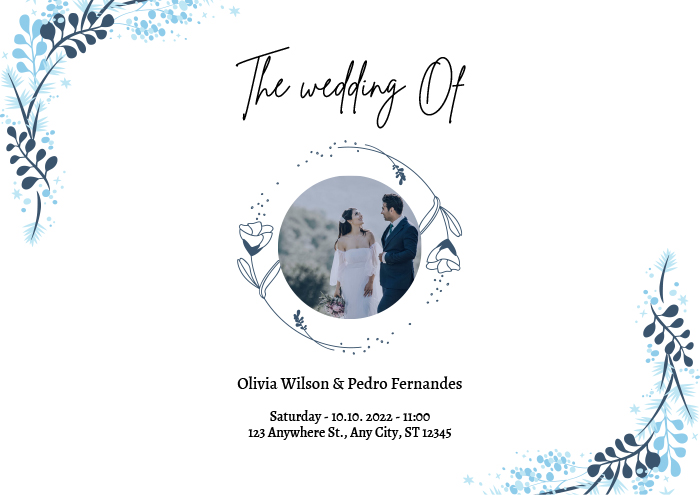 The wedding Of
Olivia Wilson & Pedro Fernandes
Saturday - 10.10. 2022 - 11:00
123 Anywhere St., Any City, ST 12345